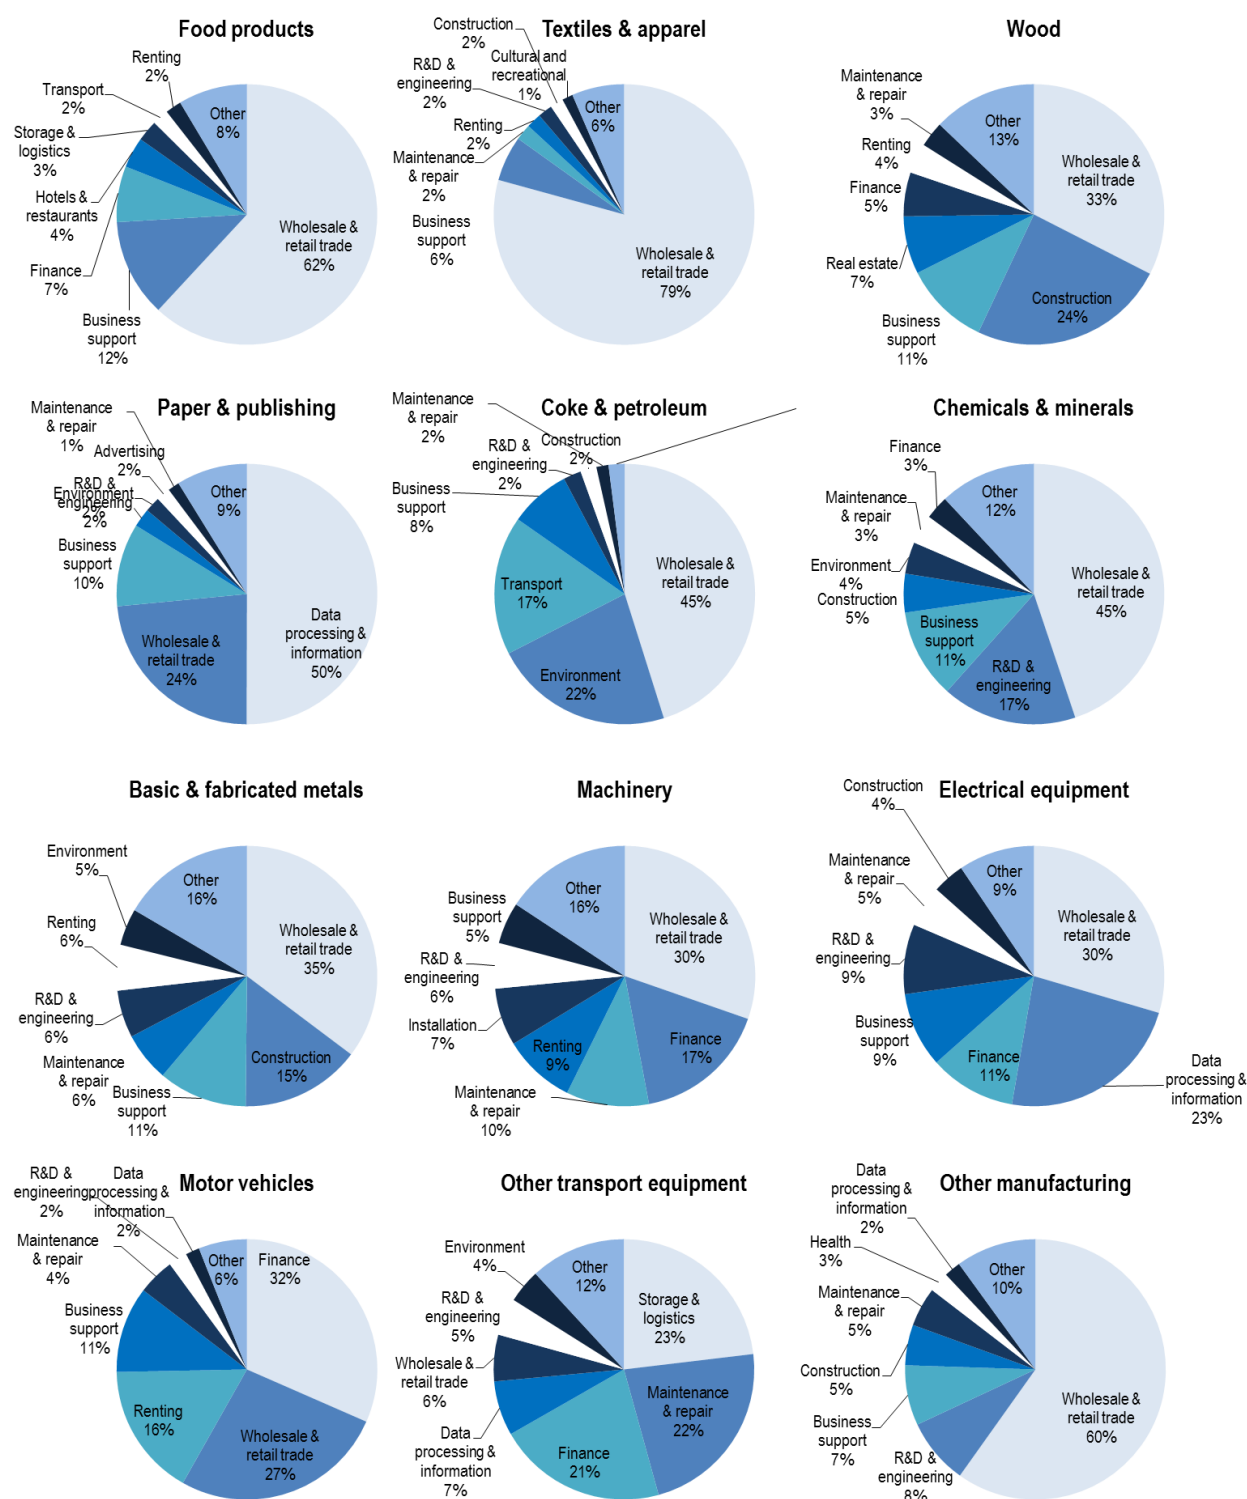 Food products
Renting
2%
Transport
2%
Storage &
logistics
3%
Hotels &
restaurants
4%
Finance
7%
Business
support
12%
Other
8%
Wholesale &
retail trade
62%
Textiles & apparel
Construction
2%
Cultural and
recreational
1%
R&D &
engineering
2%
Renting
2%
Maintenance
& repair
2%
Business
support
6%
Other
6%
Wholesale &
retail trade
79%
Wood
Maintenance
& repair
3%
Renting
4%
Finance
5%
Real estate
7%
Business
support
11%
Other
13%
Wholesale &
retail trade
33%
Construction
24%
Paper & publishing
Maintenance
& repair
1%
Advertising
2%
R&D &
engineering
2%
Environment
2%
Business
support
10%
Other
9%
Wholesale &
retail trade
24%
Data
processing &
information
50%
Coke & petroleum
Maintenance
& repair
2%
Construction
2%
R&D &
engineering
2%
Business
support
8%
Transport
17%
Environment
22%
Wholesale &
retail trade
45%
Chemicals & minerals
Finance
3%
Maintenance
& repair
3%
Environment
4%
Construction
5%
Business
support
11%
R&D &
engineering
17%
Other
12%
Wholesale &
retail trade
45%
Basic & fabricated metals
Environment
5%
Renting
6%
R&D &
engineering
6%
Maintenance
& repair
6%
Business
support
11%
Other
16%
Wholesale &
retail trade
35%
Construction
15%
Machinery
Business
support
5%
R&D &
engineering
6%
Installation
7%
Renting
9%
Maintenance
& repair
10%
Other
16%
Wholesale &
retail trade
30%
Finance
17%
Electrical equipment
Construction
4%
Maintenance
& repair
5%
R&D &
engineering
9%
Business
support
9%
Finance
11%
Other
9%
Wholesale &
retail trade
30%
Data
processing &
information
23%
Motor vehicles
R&D &
engineering
2%
Data
processing &
information
2%
Maintenance
& repair
4%
Business
support
11%
Renting
16%
Other
6%
Finance
32%
Wholesale &
retail trade
27%
Other transport equipment
Environment
4%
R&D &
engineering
5%
Wholesale &
retail trade
6%
Data
processing &
information
7%
Finance
21%
Other
12%
Storage &
logistics
23%
Maintenance
& repair
22%
Other manufacturing
Data
processing &
information
2%
Health
3%
Maintenance
& repair
5%
Construction
5%
Business
support
7%
R&D &
engineering
8%
Other
10%
Wholesale &
retail trade
60%